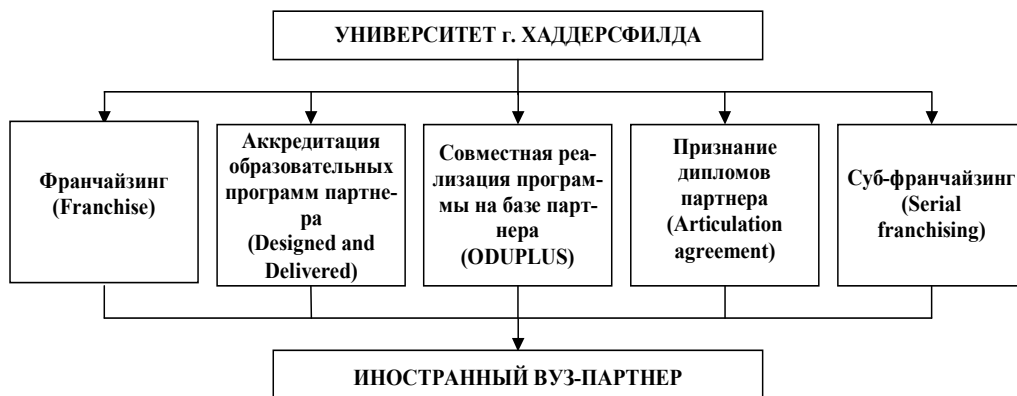 УНИВЕРСИТЕТ г. ХАДДЕРСФИЛДА
Франчайзинг
(Franchise)
Аккредитация
образовательных
программ партне-
ра
(Designed and
Delivered)
Совместная реа-
лизация програм-
мы на базе парт-
нера
(ODUPLUS)
Признание
дипломов
партнера
(Articulation
agreement)
Суб-франчайзинг
(Serial
franchising)
ИНОСТРАННЫЙ ВУЗ-ПАРТНЕР